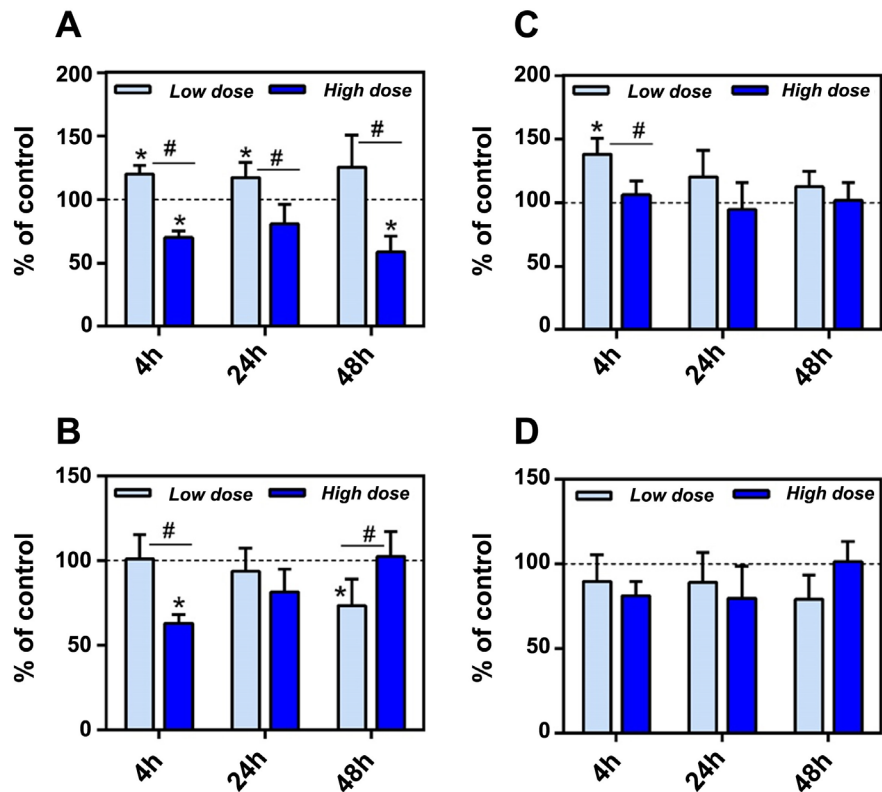 A
200
150
100
50
0
% of control
Low dose High dose
* # * # #
* *
4h 24h 48h
C
200
150
100
50
0
% of control
Low dose High dose
* #
4h 24h 48h
B
150
100
50
0
% of control
Low dose High dose
# #
* *
4h 24h 48h
D
150
100
50
0
% of control
Low dose High dose
4h 24h 48h